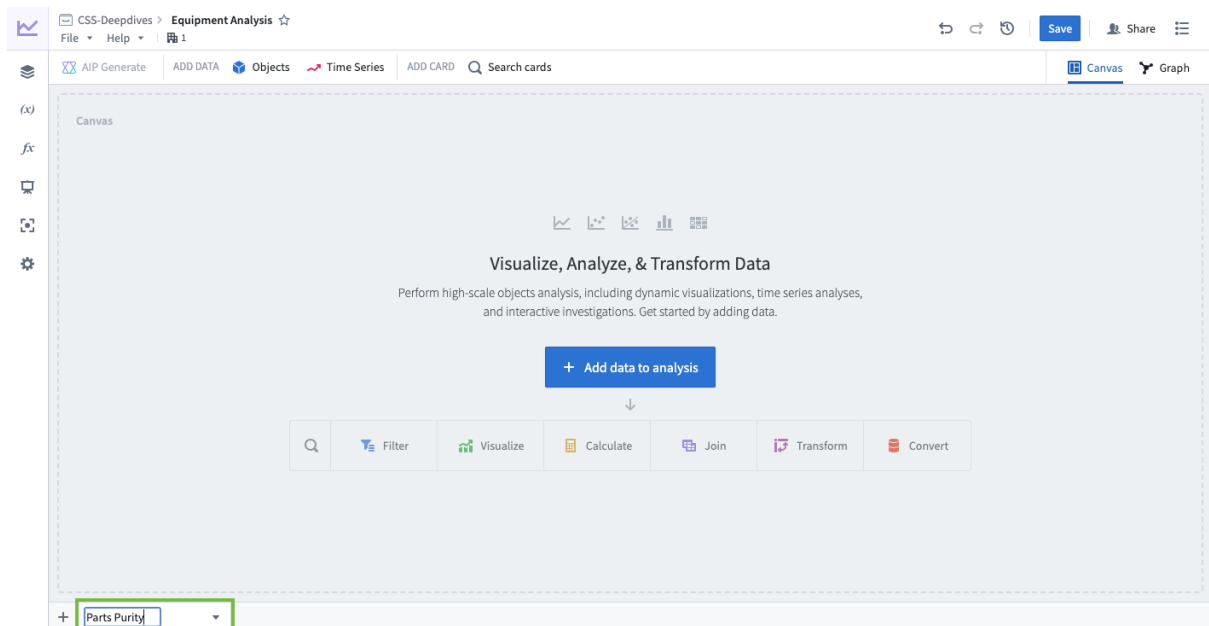 CSS-Deepdives > Equipment Analysis
File Help 1
Save
Share
AIP Generate
ADD DATA
Objects
Time Series
ADD CARD
Search cards
Canvas
Graph
(x)
fx
Canvas
Visualize, Analyze, & Transform Data
Perform high-scale objects analysis, including dynamic visualizations, time series analyses,
and interactive investigations. Get started by adding data.
+ Add data to analysis
Filter
Visualize
Calculate
Join
Transform
Convert
+ Parts Purity